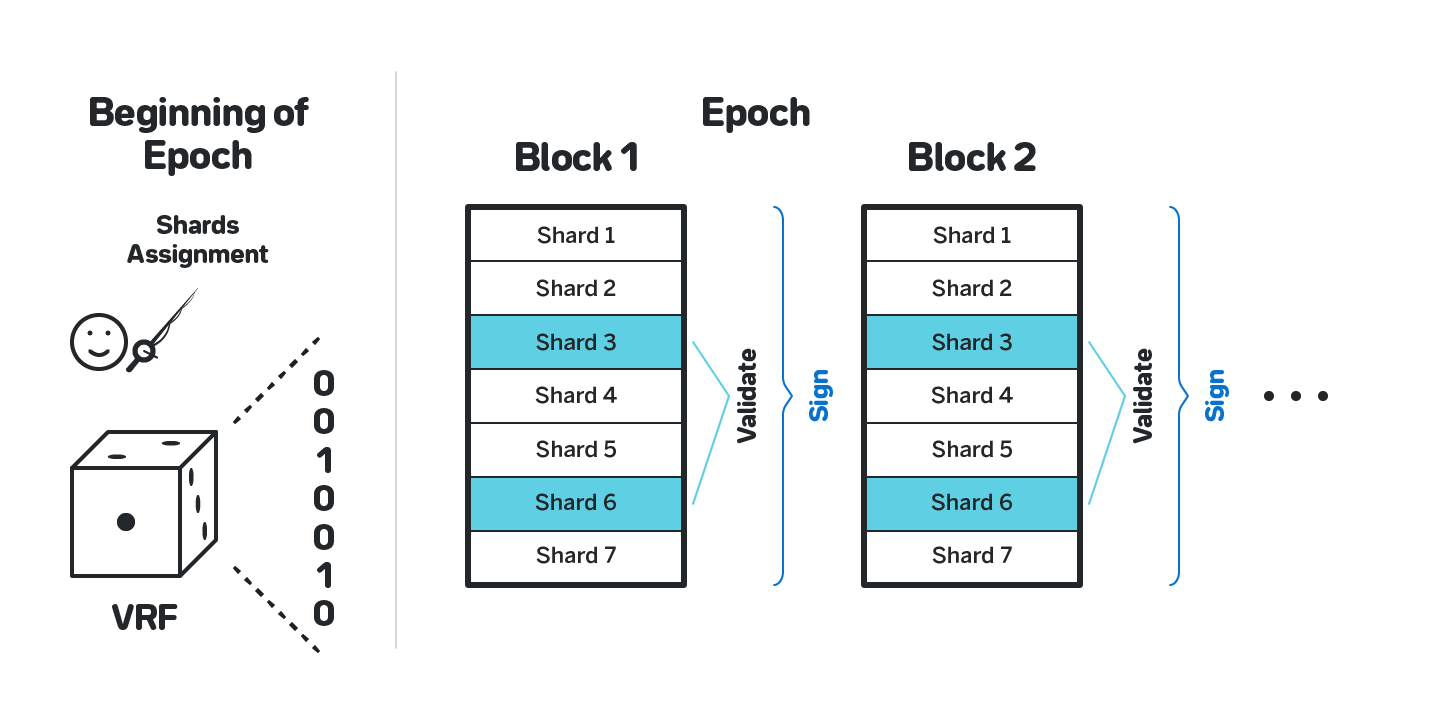 Beginning of
Epoch
Shards
Assignment
0
0
1
0
0
1
0
VRF
Epoch
Block 1
Shard 1
Shard 2
Shard 3
Shard 4
Shard 5
Shard 6
Shard 7
Validate
Sign
Block 2
Shard 1
Shard 2
Shard 3
Shard 4
Shard 5
Shard 6
Shard 7
Validate
Sign